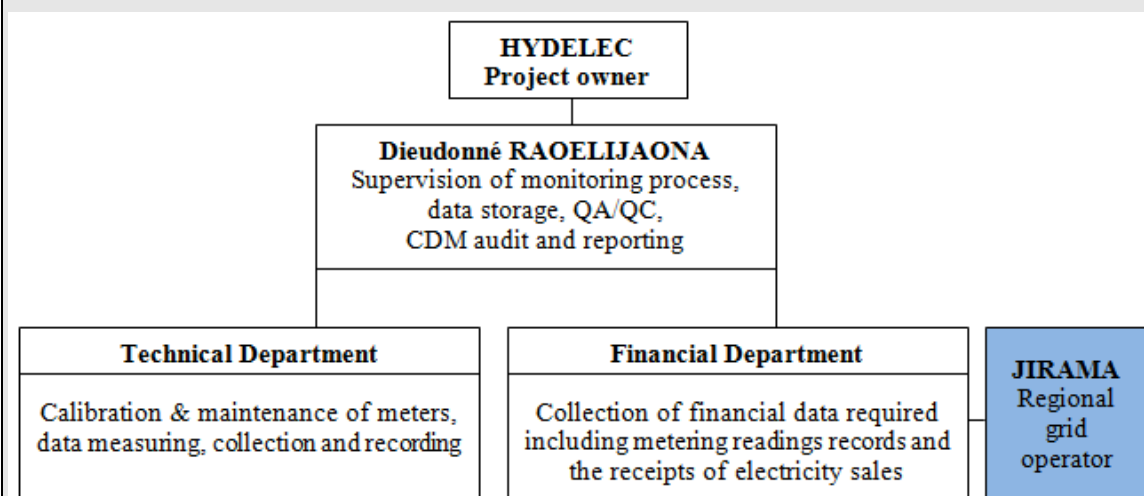 HYDELEC
Project owner
Dieudonné RAOELIJAONA
Supervision of monitoring process,
data storage, QA/QC,
CDM audit and reporting
Technical Department
Calibration & maintenance of meters,
data measuring, collection and recording
Financial Department
Collection of financial data required
including metering readings records and
the receipts of electricity sales
JIRAMA
Regional
grid
operator